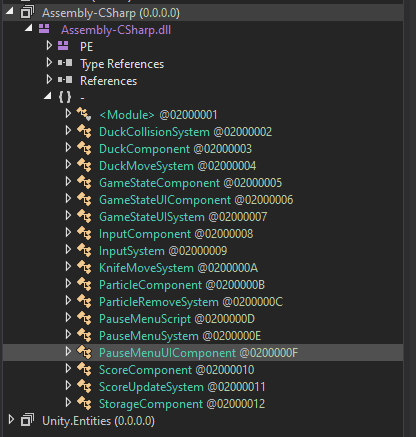 Assembly-CSharp (0.0.0.0)
Assembly-CSharp.dll
PE
Type References
References
{ } -
<Module> @02000001
DuckCollisionSystem @02000002
DuckComponent @02000003
DuckMoveSystem @02000004
GameStateComponent @02000005
GameStateUIComponent @02000006
GameStateUISystem @02000007
InputComponent @02000008
InputSystem @02000009
KnifeMoveSystem @0200000A
ParticleComponent @0200000B
ParticleRemoveSystem @0200000C
PauseMenuScript @0200000D
PauseMenuSystem @0200000E
PauseMenuUIComponent @0200000F
ScoreComponent @02000010
ScoreUpdateSystem @02000011
StorageComponent @02000012
Unity.Entities (0.0.0.0)